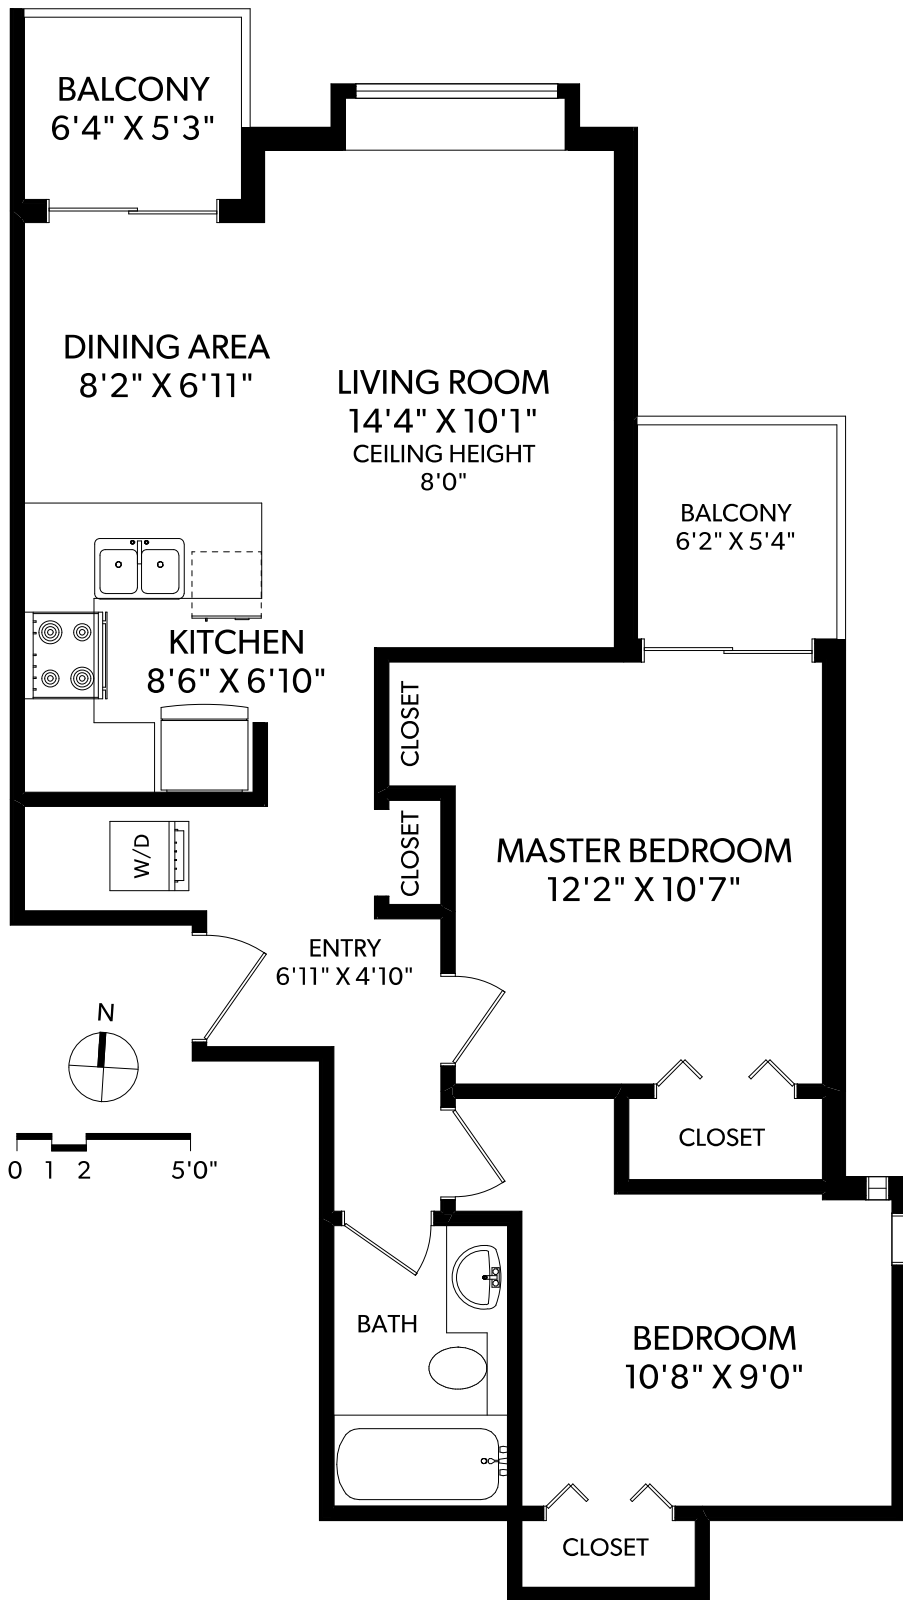 BALCONY
6'4" X 5'3"
DINING AREA
8'2" X 6'11"
LIVING ROOM
14'4" X 10'1"
CEILING HEIGHT
8'0"
BALCONY
6'2" X 5'4"
KITCHEN
8'6" X 6'10"
CLOSET
CLOSET
W/D
MASTER BEDROOM
12'2" X 10'7"
ENTRY
6'11" X 4'10"
N
0 1 2 5'0"
CLOSET
BATH
BEDROOM
10'8" X 9'0"
CLOSET